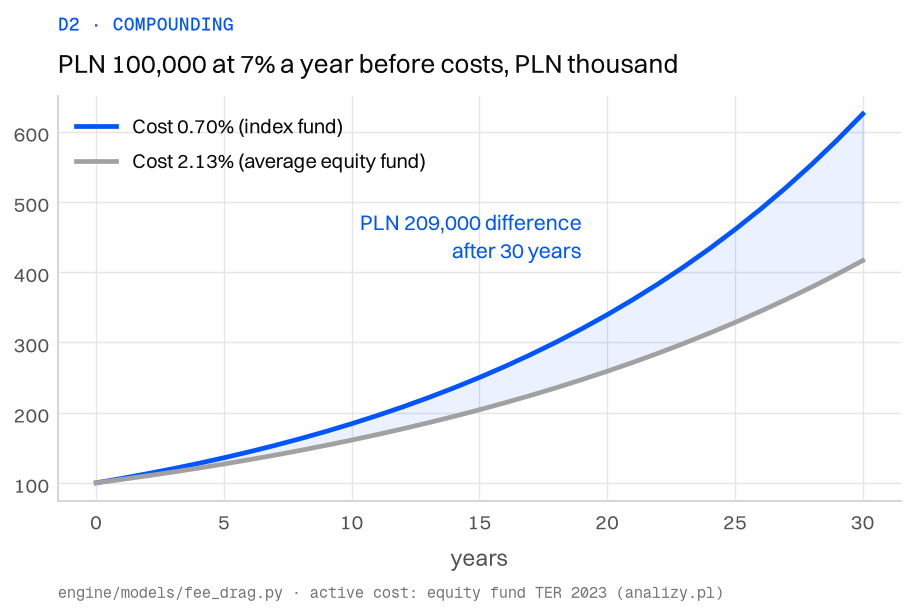 D2 · COMPOUNDING
PLN 100,000 at 7% a year before costs, PLN thousand
Cost 0.70% (index fund)
Cost 2.13% (average equity fund)
PLN 209,000 difference
after 30 years
600
500
400
300
200
100
0 5 10 15 20 25 30
years
engine/models/fee_drag.py · active cost: equity fund TER 2023 (analizy.pl)